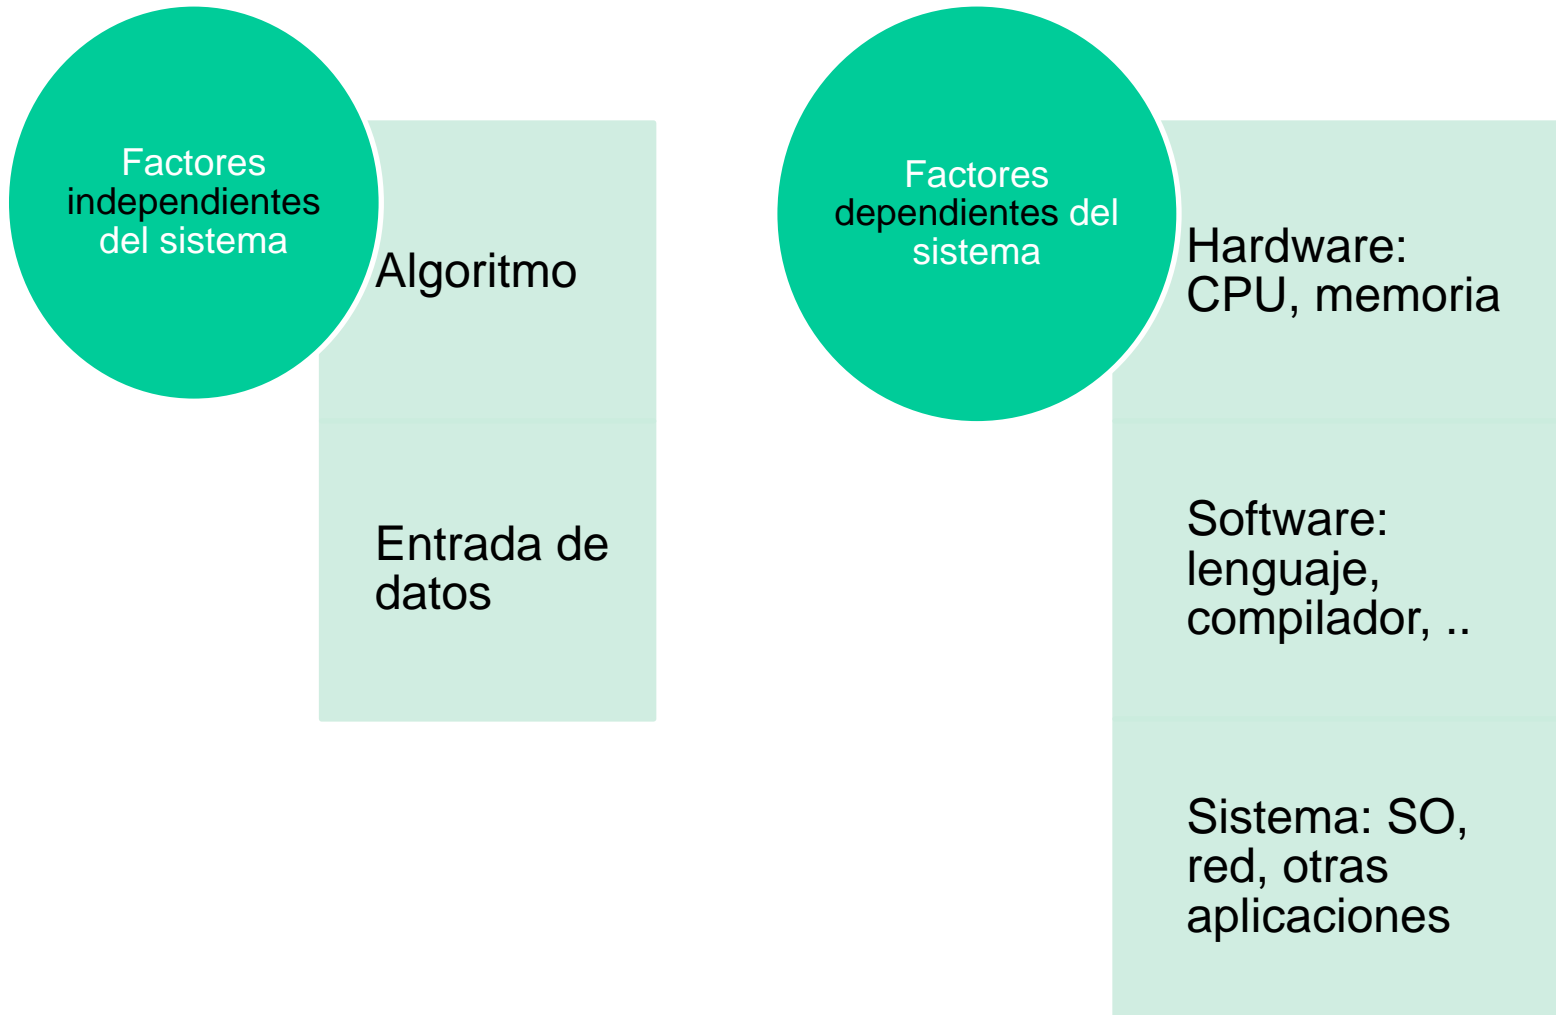 Factores
independientes
del sistema
Algoritmo
Entrada de
datos
Factores
dependientes del
sistema
Hardware:
CPU, memoria
Software:
lenguaje,
compilador, ..
Sistema: SO,
red, otras
aplicaciones